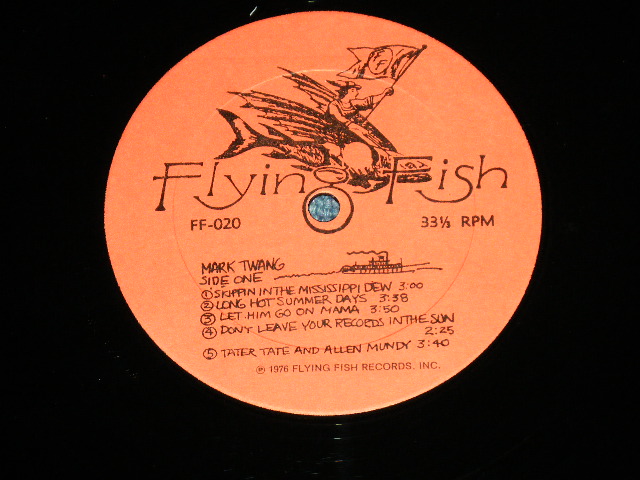 Flying Fish
FF-020 33⅓ RPM
MARK TWANG
SIDE ONE
① SKIPPIN IN THE MISSISSIPPI DEW 3:00
② LONG HOT SUMMER DAYS 3:38
③ LET HIM GO ON MAMA 3:50
④ DON'T LEAVE YOUR RECORDS IN THE SUN
2:25
⑤ TATER TATE AND ALLEN MUNDY 3:40
℗ 1976 FLYING FISH RECORDS, INC.